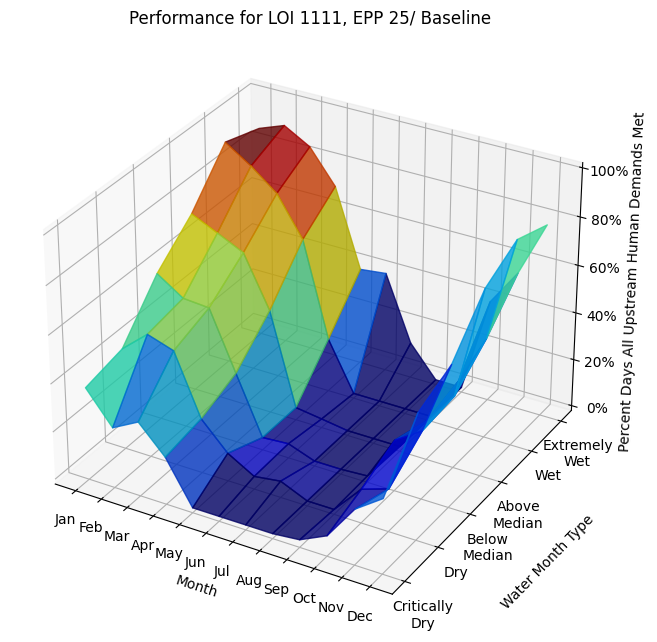 Performance for LOI 1111, EPP 25/ Baseline
100%
80%
60%
40%
20%
0%
Percent Days All Upstream Human Demands Met
Jan
Feb
Mar
Apr
May
Jun
Jul
Aug
Sep
Oct
Nov
Dec
Month
Extremely
Wet
Wet
Above
Median
Below
Median
Dry
Critically
Dry
Water Month Type